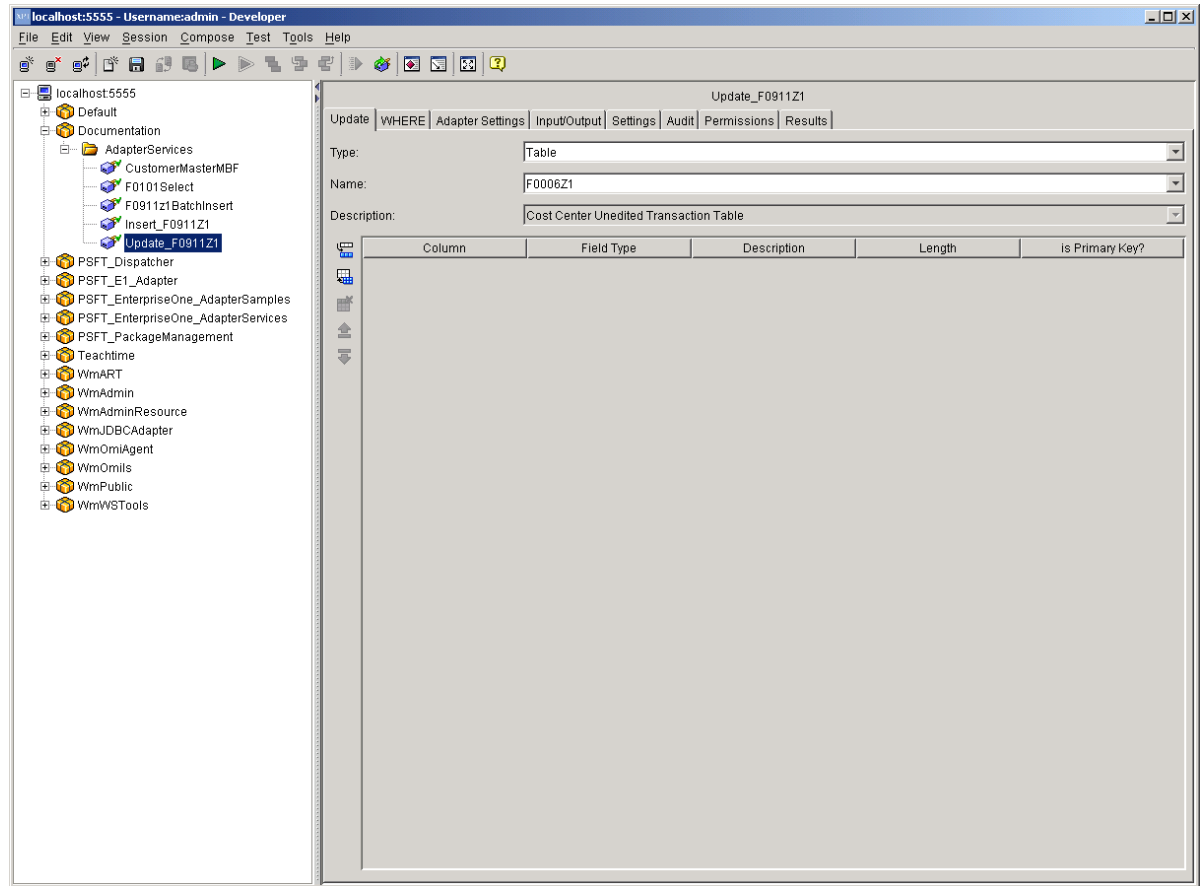 localhost:5555 - Username:admin - Developer
File Edit View Session Compose Test Tools Help
localhost:5555
Default
Documentation
AdapterServices
CustomerMasterMBF
F0101Select
F0911z1BatchInsert
Insert_F0911Z1
Update_F0911Z1
PSFT_Dispatcher
PSFT_E1_Adapter
PSFT_EnterpriseOne_AdapterSamples
PSFT_EnterpriseOne_AdapterServices
PSFT_PackageManagement
Teachtime
WmART
WmAdmin
WmAdminResource
WmJDBCAdapter
WmOmiAgent
WmOmils
WmPublic
WmWSTools
Update_F0911Z1
Update WHERE Adapter Settings Input/Output Settings Audit Permissions Results
Type: Table
Name: F0006Z1
Description: Cost Center Unedited Transaction Table
Column Field Type Description Length is Primary Key?